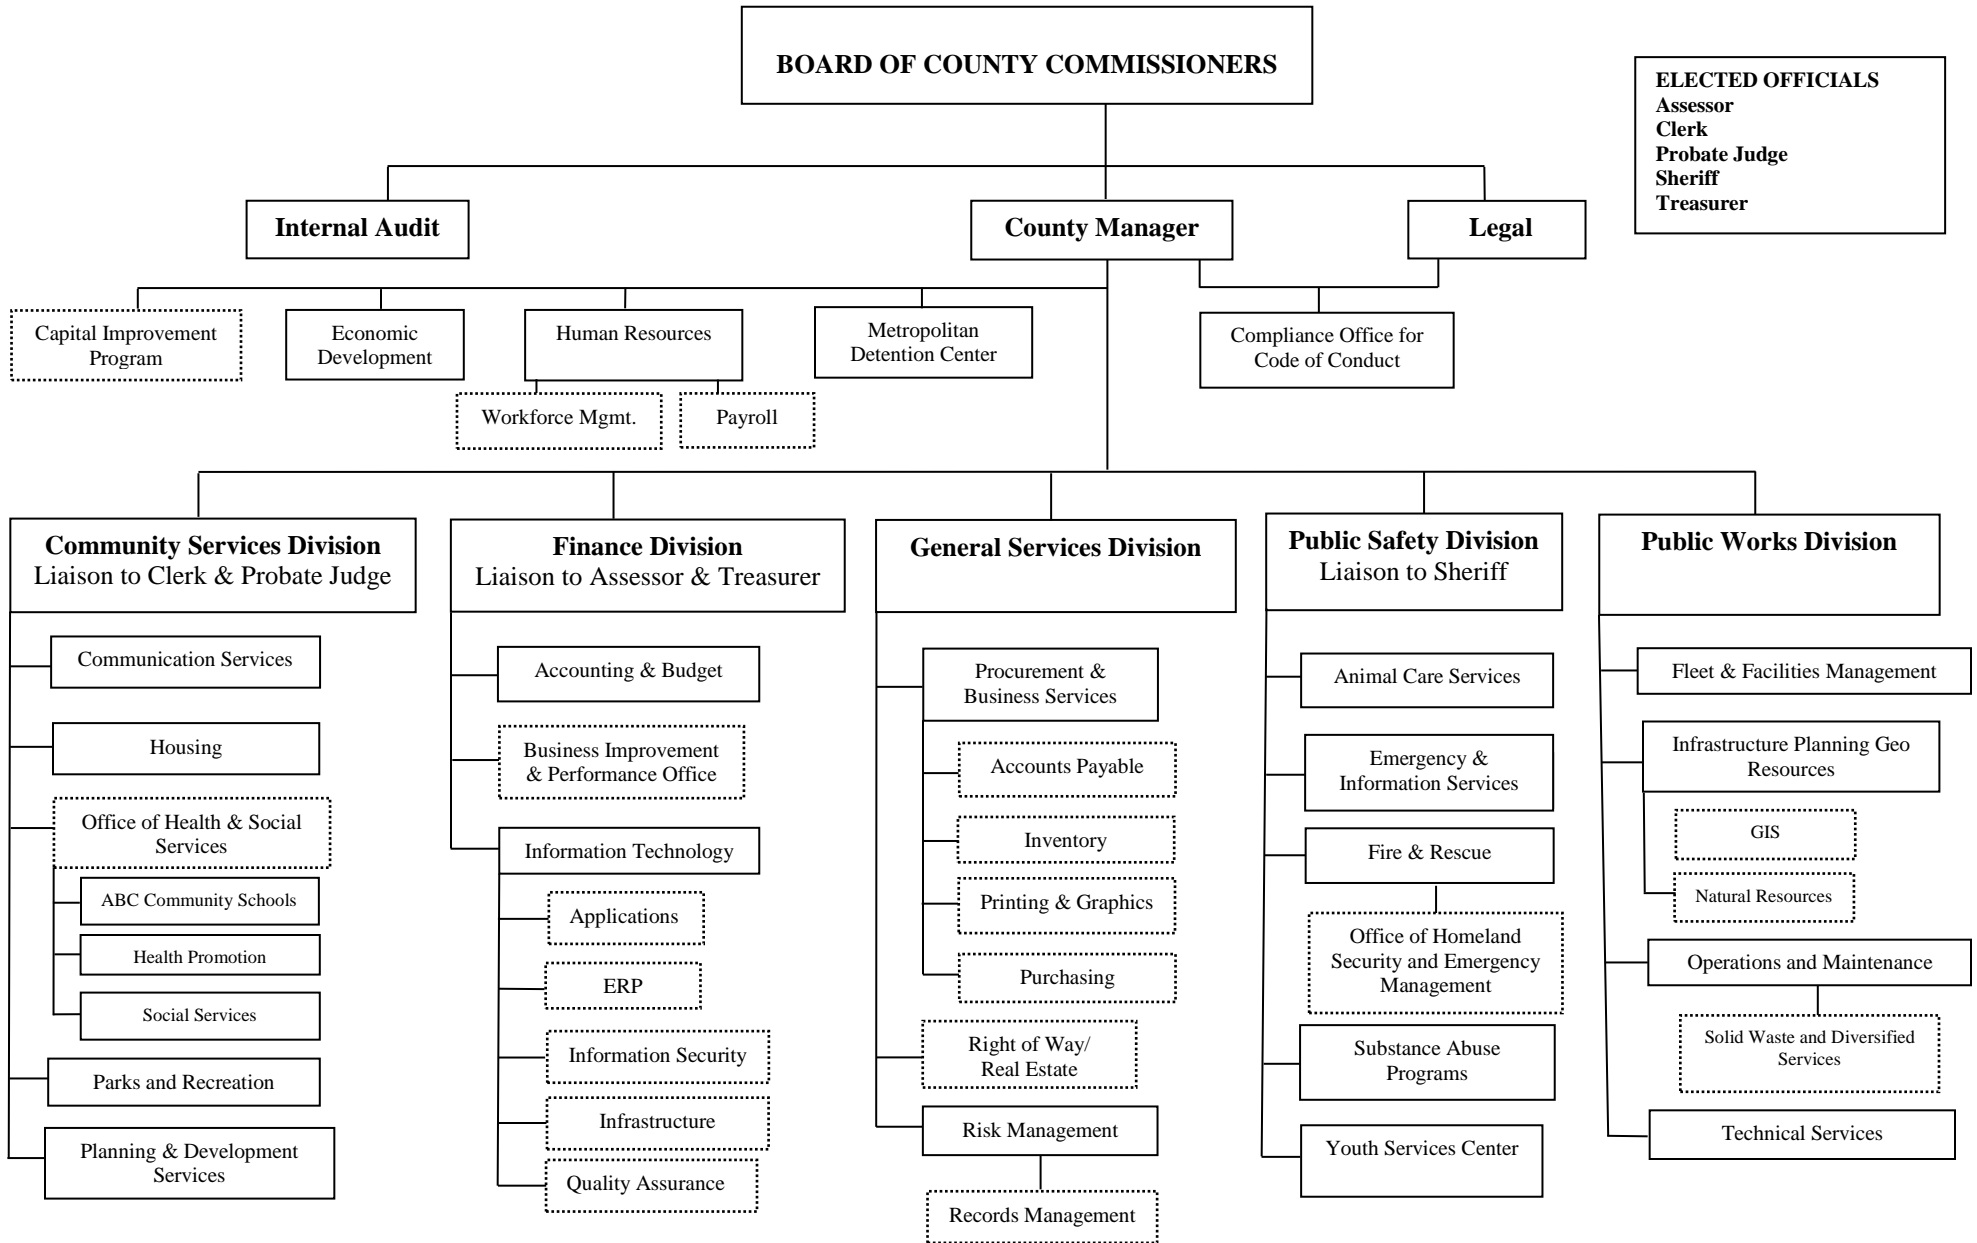 BOARD OF COUNTY COMMISSIONERS
ELECTED OFFICIALS
Assessor
Clerk
Probate Judge
Sheriff
Treasurer
Internal Audit
County Manager
Legal
Capital Improvement
Program
Economic
Development
Human Resources
Metropolitan
Detention Center
Compliance Office for
Code of Conduct
Workforce Mgmt.
Payroll
Community Services Division
Liaison to Clerk & Probate Judge
Communication Services
Housing
Office of Health & Social
Services
ABC Community Schools
Health Promotion
Social Services
Parks and Recreation
Planning & Development
Services
Finance Division
Liaison to Assessor & Treasurer
Accounting & Budget
Business Improvement
& Performance Office
Information Technology
Applications
ERP
Information Security
Infrastructure
Quality Assurance
General Services Division
Procurement &
Business Services
Accounts Payable
Inventory
Printing & Graphics
Purchasing
Right of Way/
Real Estate
Risk Management
Records Management
Public Safety Division
Liaison to Sheriff
Animal Care Services
Emergency &
Information Services
Fire & Rescue
Office of Homeland
Security and Emergency
Management
Substance Abuse
Programs
Youth Services Center
Public Works Division
Fleet & Facilities Management
Infrastructure Planning Geo
Resources
GIS
Natural Resources
Operations and Maintenance
Solid Waste and Diversified
Services
Technical Services